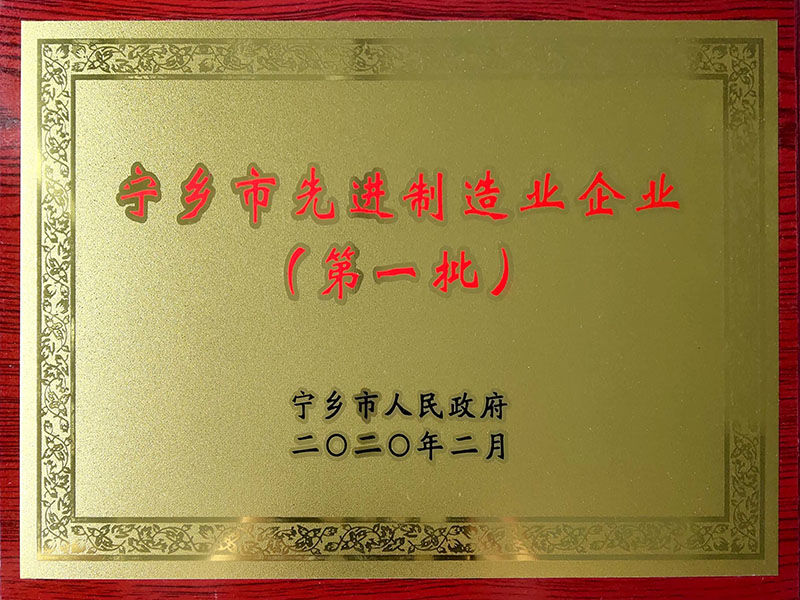 宁乡市先进制造业企业
（第一批）
宁乡市人民政府
二〇二〇年二月